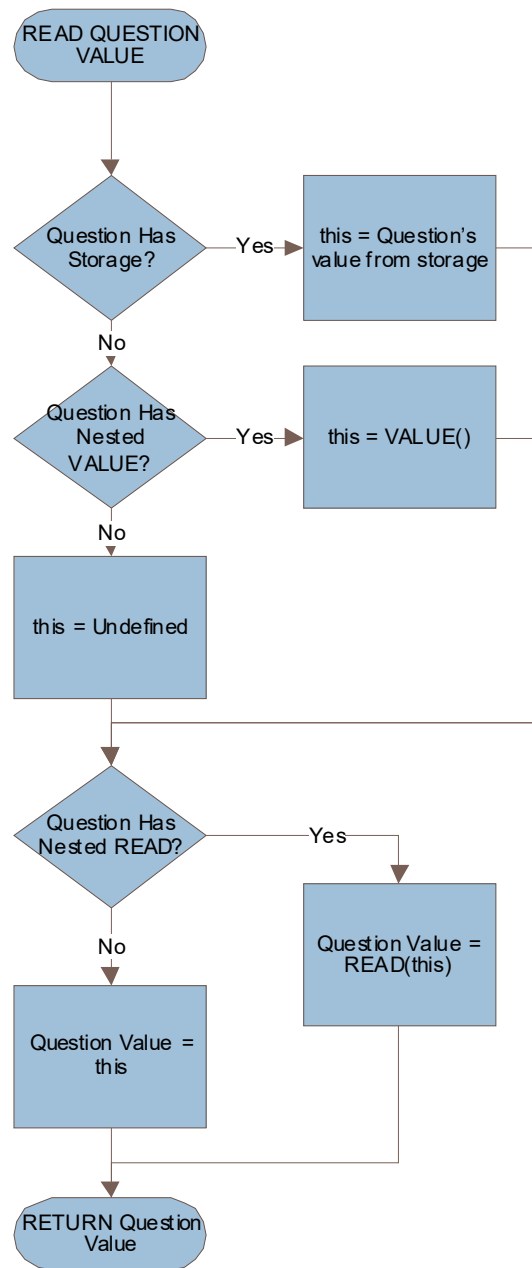 READ QUESTION
VALUE
Question Has
Storage?
Yes
this = Question’s
value from storage
No
Question Has
Nested
VALUE?
Yes
this = VALUE()
No
this = Undefined
Question Has
Nested READ?
Yes
Question Value =
READ(this)
No
Question Value =
this
RETURN Question
Value